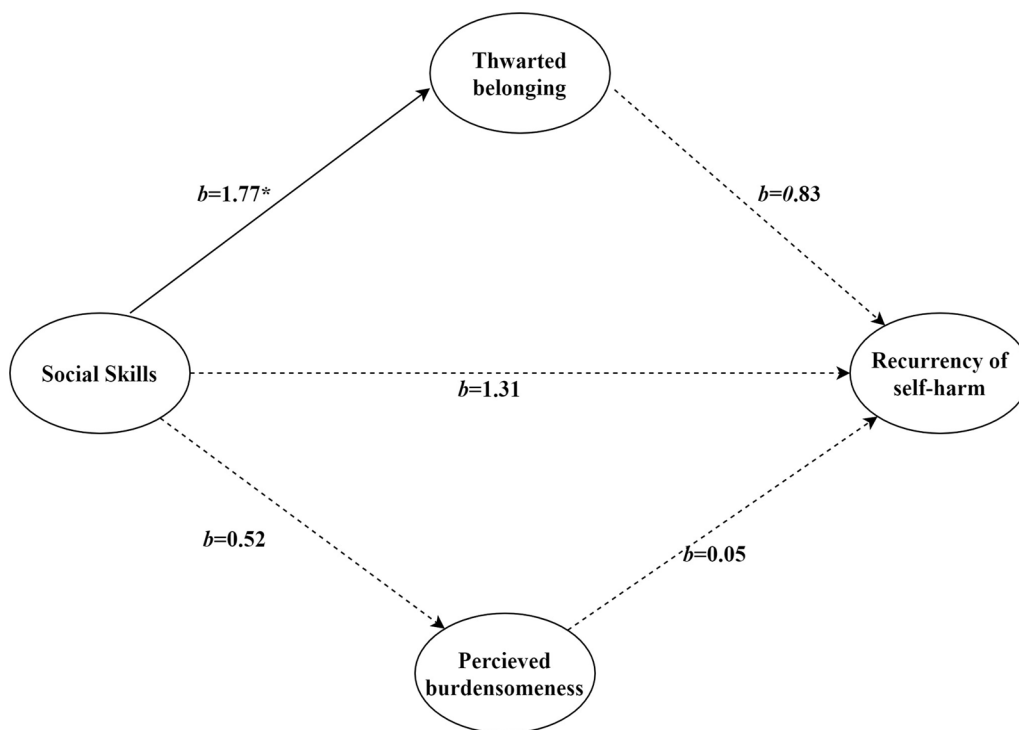 Thwarted
belonging
b=1.77*
b=0.83
Social Skills
b=1.31
Recurrency of
self-harm
b=0.52
b=0.05
Percieved
burdensomeness